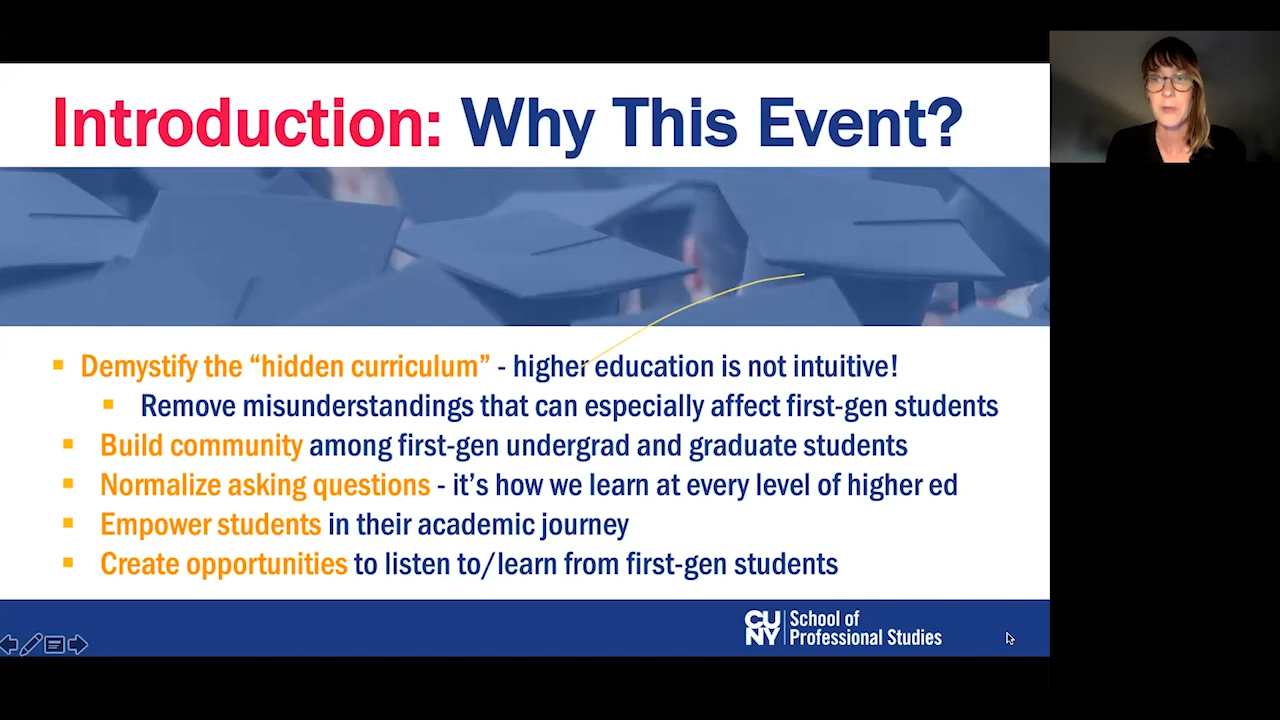 Introduction: Why This Event?
▪ Demystify the “hidden curriculum” - higher education is not intuitive!
▪ Remove misunderstandings that can especially affect first-gen students
▪ Build community among first-gen undergrad and graduate students
▪ Normalize asking questions - it’s how we learn at every level of higher ed
▪ Empower students in their academic journey
▪ Create opportunities to listen to/learn from first-gen students
CU
NY
School of
Professional Studies